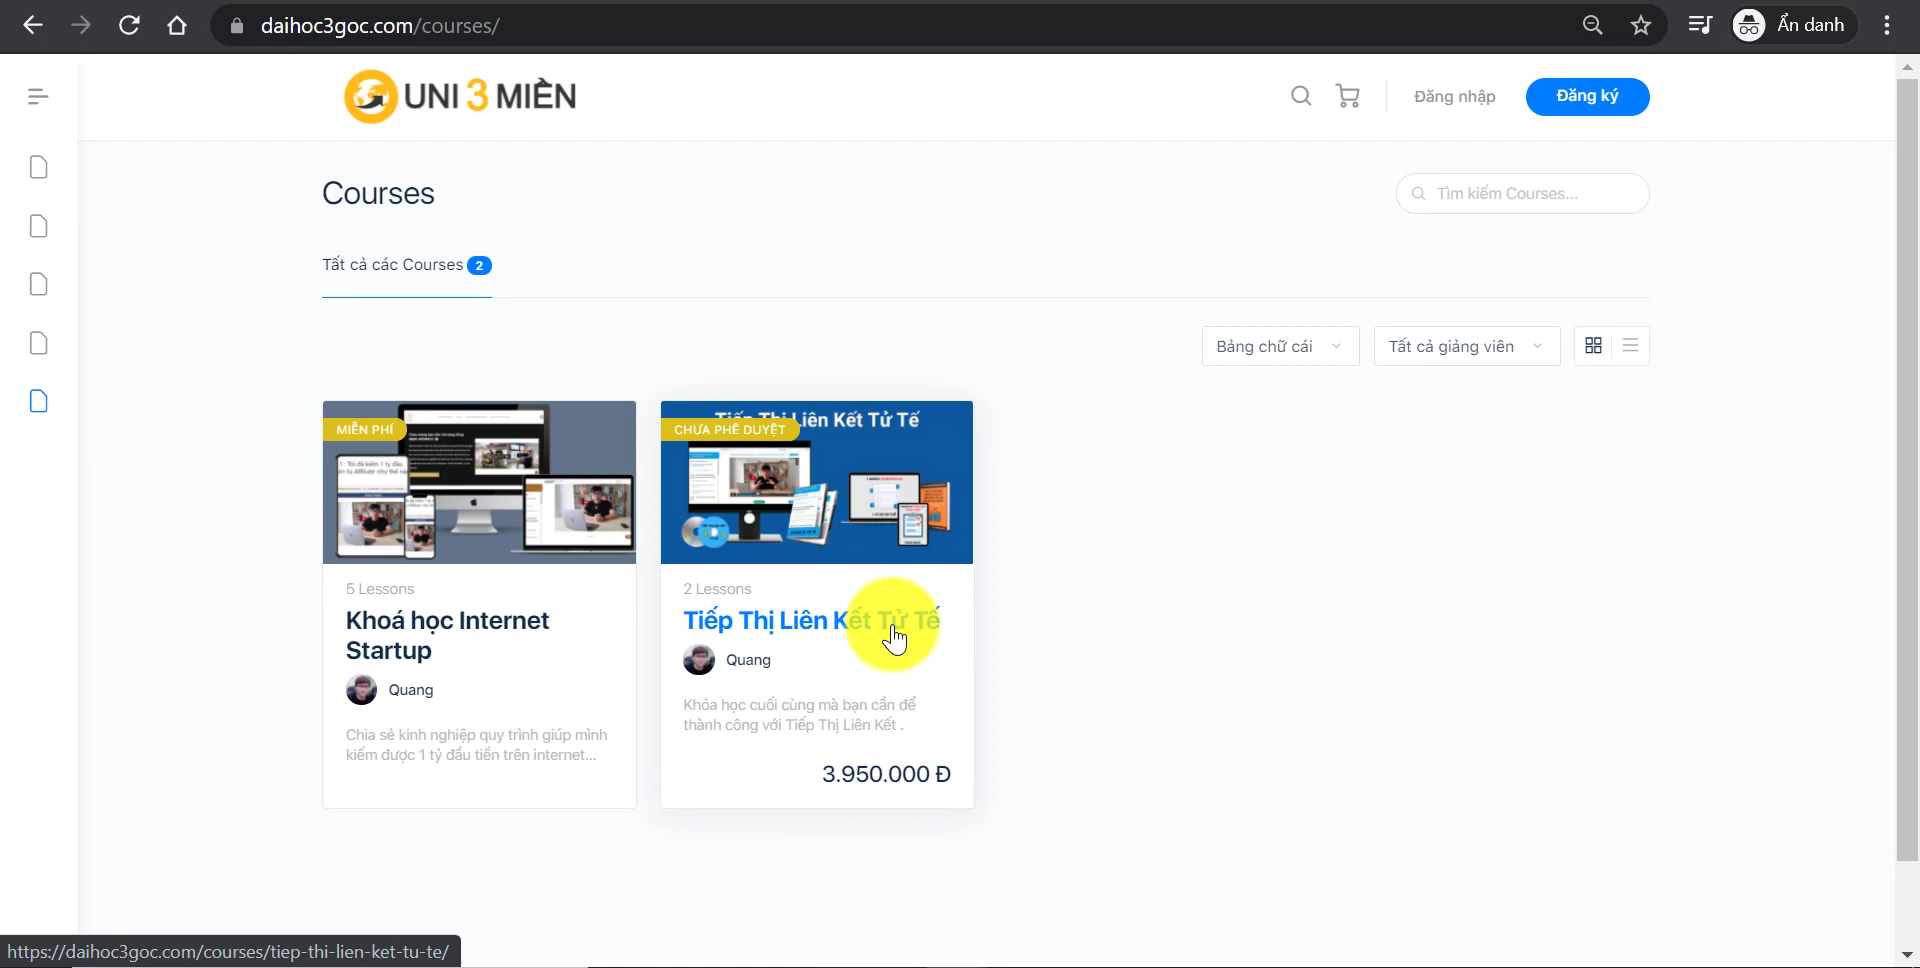 daihoc3goc.com/courses/
Ẩn danh
UNI 3 MIỀN
Đăng nhập
Đăng ký
Courses
Tìm kiếm Courses...
Tất cả các Courses 2
Bảng chữ cái
Tất cả giảng viên
MIỄN PHÍ
5 Lessons
Khoá học Internet
Startup
Quang
Chia sẻ kinh nghiệp quy trình giúp mình
kiếm được 1 tỷ đầu tiền trên internet...
Tiếp Thị Liên Kết Tử Tế
CHƯA PHÊ DUYỆT
2 Lessons
Tiếp Thị Liên Kết Tử Tế
Quang
Khóa học cuối cùng mà bạn cần để
thành công với Tiếp Thị Liên Kết .
3.950.000 Đ
https://daihoc3goc.com/courses/tiep-thi-lien-ket-tu-te/